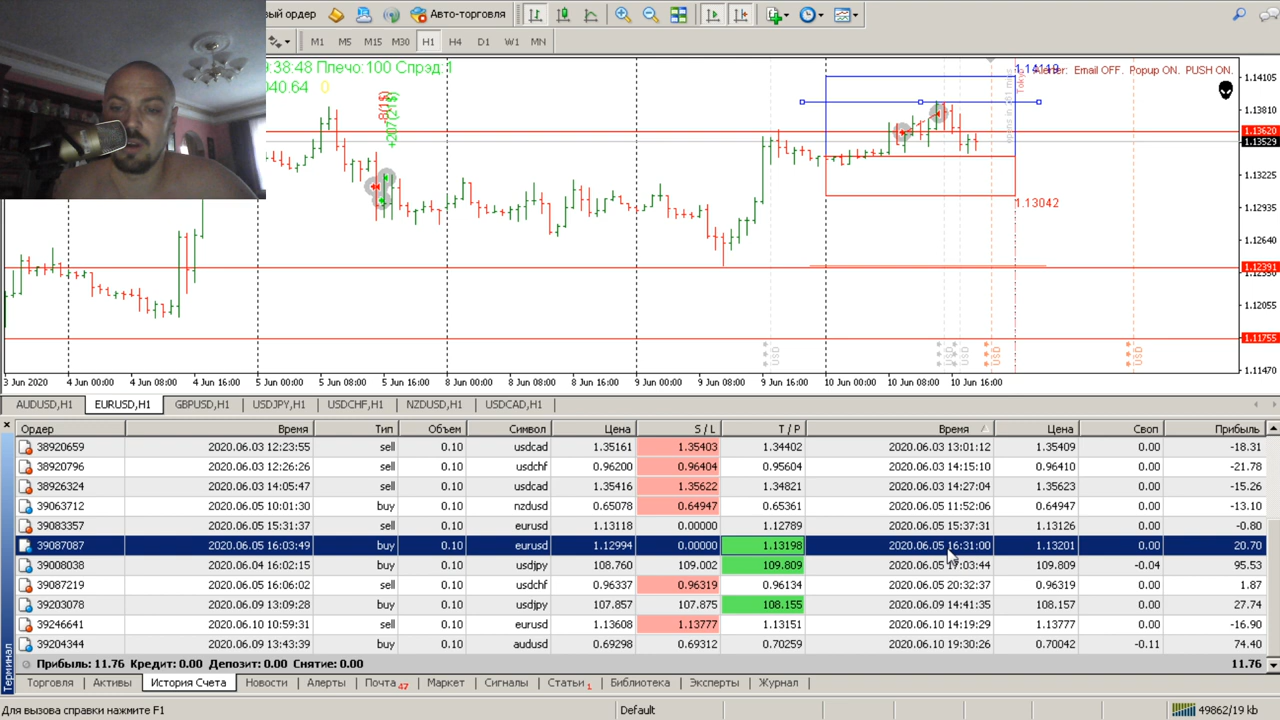 вый ордер Авто-торговля
M1 M5 M15 M30 H1 H4 D1 W1 MN
:38:48 Плечо:100 Спрэд:1
040.64 0
-8(1$)
+207(21$)
1.14119
Alerter: Email OFF. Popup ON. PUSH ON.
Tokyo
1.14105
1.13810
1.13620
1.13529
1.13225
1.13042
1.12935
1.12640
1.12391
1.12055
1.11755
1.11470
USD USD USD USD USD
3 Jun 2020 4 Jun 00:00 4 Jun 08:00 4 Jun 16:00 5 Jun 00:00 5 Jun 08:00 5 Jun 16:00 8 Jun 00:00 8 Jun 08:00 8 Jun 16:00 9 Jun 00:00 9 Jun 08:00 9 Jun 16:00 10 Jun 00:00 10 Jun 08:00 10 Jun 16:00
AUDUSD,H1 EURUSD,H1 GBPUSD,H1 USDJPY,H1 USDCHF,H1 NZDUSD,H1 USDCAD,H1
Ордер Время Тип Объем Символ Цена S / L T / P Время Цена Своп Прибыль
38920659 2020.06.03 12:23:55 sell 0.10 usdcad 1.35161 1.35403 1.34402 2020.06.03 13:01:12 1.35409 0.00 -18.31
38920796 2020.06.03 12:26:26 sell 0.10 usdchf 0.96200 0.96404 0.95604 2020.06.03 14:15:10 0.96410 0.00 -21.78
38926324 2020.06.03 14:05:47 sell 0.10 usdcad 1.35416 1.35622 1.34821 2020.06.03 14:27:04 1.35623 0.00 -15.26
39063712 2020.06.05 10:01:30 buy 0.10 nzdusd 0.65078 0.64947 0.65361 2020.06.05 11:52:06 0.64947 0.00 -13.10
39083357 2020.06.05 15:31:37 sell 0.10 eurusd 1.13118 0.00000 1.12789 2020.06.05 15:37:31 1.13126 0.00 -0.80
39087087 2020.06.05 16:03:49 buy 0.10 eurusd 1.12994 0.00000 1.13198 2020.06.05 16:31:00 1.13201 0.00 20.70
39008038 2020.06.04 16:02:15 buy 0.10 usdjpy 108.760 109.002 109.809 2020.06.05 17:03:44 109.809 -0.04 95.53
39087219 2020.06.05 16:06:02 sell 0.10 usdchf 0.96337 0.96319 0.96134 2020.06.05 20:32:37 0.96319 0.00 1.87
39203078 2020.06.09 13:09:28 buy 0.10 usdjpy 107.857 107.875 108.155 2020.06.09 14:41:35 108.157 0.00 27.74
39246641 2020.06.10 10:59:31 sell 0.10 eurusd 1.13608 1.13777 1.13151 2020.06.10 14:19:29 1.13777 0.00 -16.90
39204344 2020.06.09 13:43:39 buy 0.10 audusd 0.69298 0.69312 0.70259 2020.06.10 19:30:26 0.70042 -0.11 74.40
Прибыль: 11.76 Кредит: 0.00 Депозит: 0.00 Снятие: 0.00 11.76
Терминал
Торговля Активы История Счета Новости Алерты Почта 47 Маркет Сигналы Статьи 1 Библиотека Эксперты Журнал
Для вызова справки нажмите F1 Default 49862/19 kb